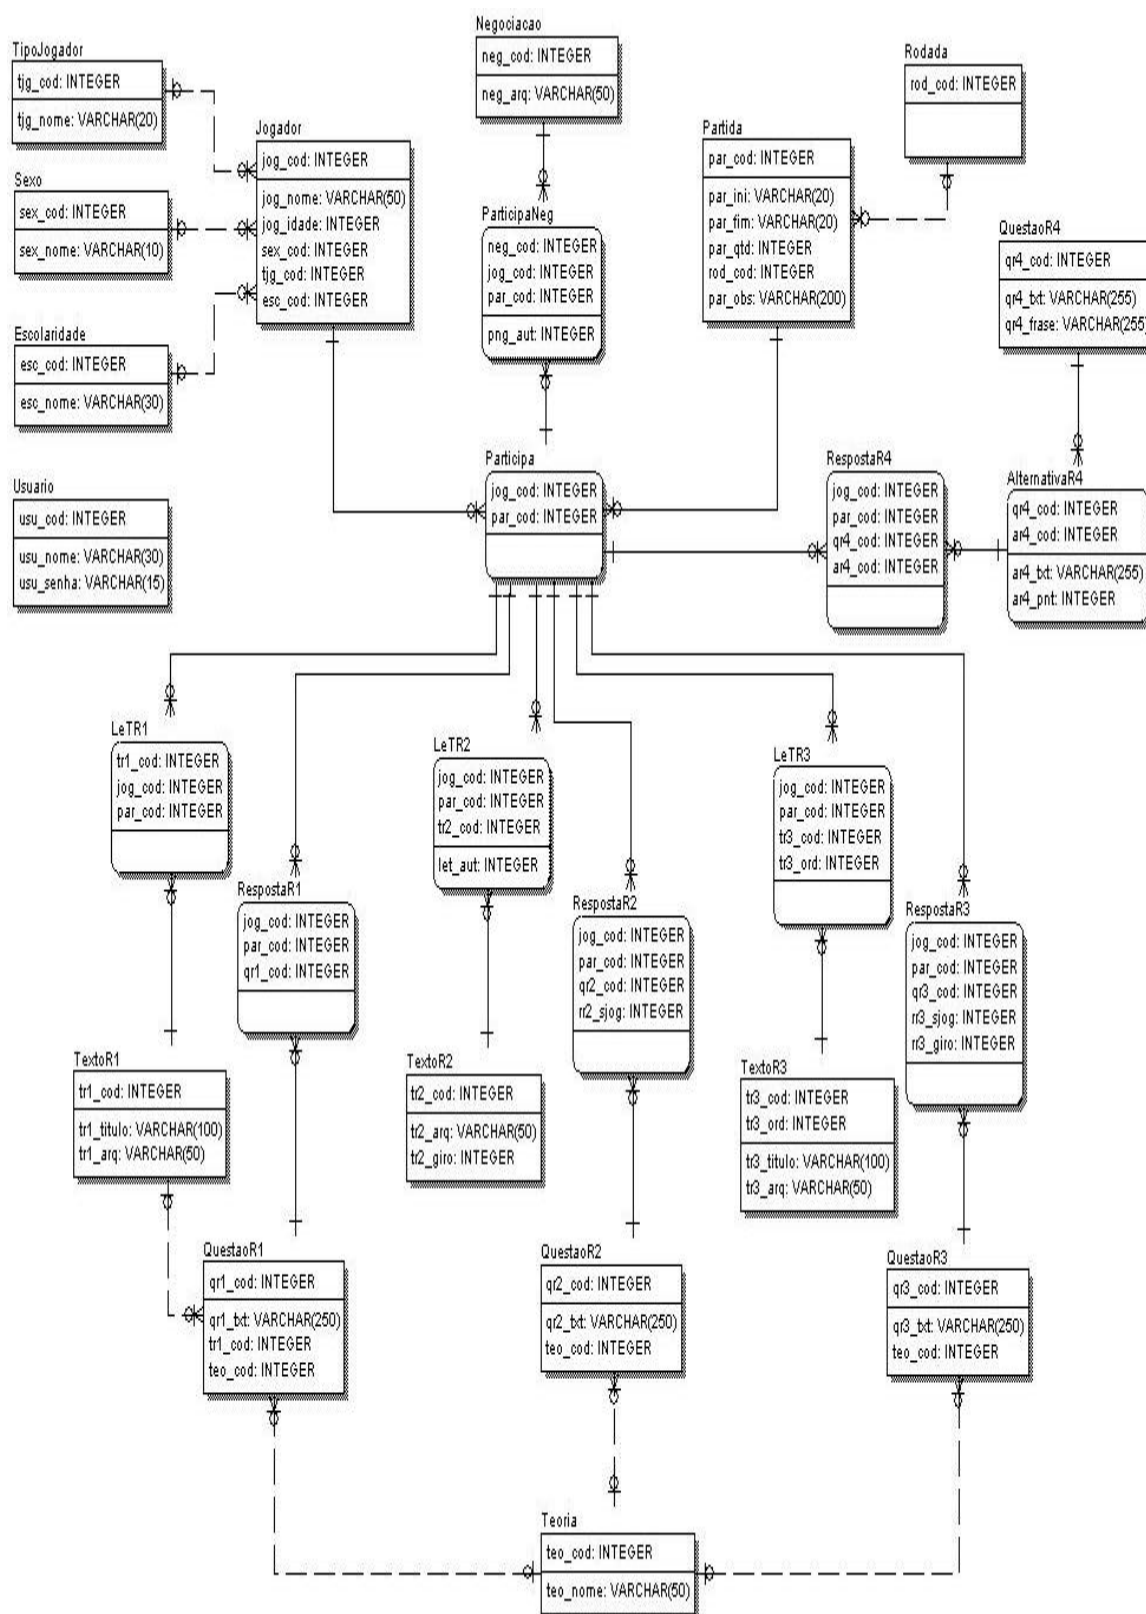 Negociacao
neg_cod: INTEGER
neg_arq: VARCHAR(50)
TipoJogador
tjg_cod: INTEGER
tjg_nome: VARCHAR(20)
Rodada
rod_cod: INTEGER
Jogador
jog_cod: INTEGER
jog_nome: VARCHAR(50)
jog_idade: INTEGER
sex_cod: INTEGER
tjg_cod: INTEGER
esc_cod: INTEGER
Partida
par_cod: INTEGER
par_ini: VARCHAR(20)
par_fim: VARCHAR(20)
par_qtd: INTEGER
rod_cod: INTEGER
par_obs: VARCHAR(200)
Sexo
sex_cod: INTEGER
sex_nome: VARCHAR(10)
ParticipaNeg
neg_cod: INTEGER
jog_cod: INTEGER
par_cod: INTEGER
png_aut: INTEGER
QuestaoR4
qr4_cod: INTEGER
qr4_txt: VARCHAR(255)
qr4_frase: VARCHAR(255)
Escolaridade
esc_cod: INTEGER
esc_nome: VARCHAR(30)
Participa
jog_cod: INTEGER
par_cod: INTEGER
RespostaR4
jog_cod: INTEGER
par_cod: INTEGER
qr4_cod: INTEGER
ar4_cod: INTEGER
AlternativaR4
qr4_cod: INTEGER
ar4_cod: INTEGER
ar4_txt: VARCHAR(255)
ar4_pnt: INTEGER
Usuario
usu_cod: INTEGER
usu_nome: VARCHAR(30)
usu_senha: VARCHAR(15)
LeTR1
tr1_cod: INTEGER
jog_cod: INTEGER
par_cod: INTEGER
LeTR2
jog_cod: INTEGER
par_cod: INTEGER
tr2_cod: INTEGER
let_aut: INTEGER
LeTR3
jog_cod: INTEGER
par_cod: INTEGER
tr3_cod: INTEGER
tr3_ord: INTEGER
RespostaR1
jog_cod: INTEGER
par_cod: INTEGER
qr1_cod: INTEGER
RespostaR2
jog_cod: INTEGER
par_cod: INTEGER
qr2_cod: INTEGER
rr2_sjog: INTEGER
RespostaR3
jog_cod: INTEGER
par_cod: INTEGER
qr3_cod: INTEGER
rr3_sjog: INTEGER
rr3_giro: INTEGER
TextoR1
tr1_cod: INTEGER
tr1_titulo: VARCHAR(100)
tr1_arq: VARCHAR(50)
TextoR2
tr2_cod: INTEGER
tr2_arq: VARCHAR(50)
tr2_giro: INTEGER
TextoR3
tr3_cod: INTEGER
tr3_ord: INTEGER
tr3_titulo: VARCHAR(100)
tr3_arq: VARCHAR(50)
QuestaoR1
qr1_cod: INTEGER
qr1_txt: VARCHAR(250)
tr1_cod: INTEGER
teo_cod: INTEGER
QuestaoR2
qr2_cod: INTEGER
qr2_txt: VARCHAR(250)
teo_cod: INTEGER
QuestaoR3
qr3_cod: INTEGER
qr3_txt: VARCHAR(250)
teo_cod: INTEGER
Teoria
teo_cod: INTEGER
teo_nome: VARCHAR(50)